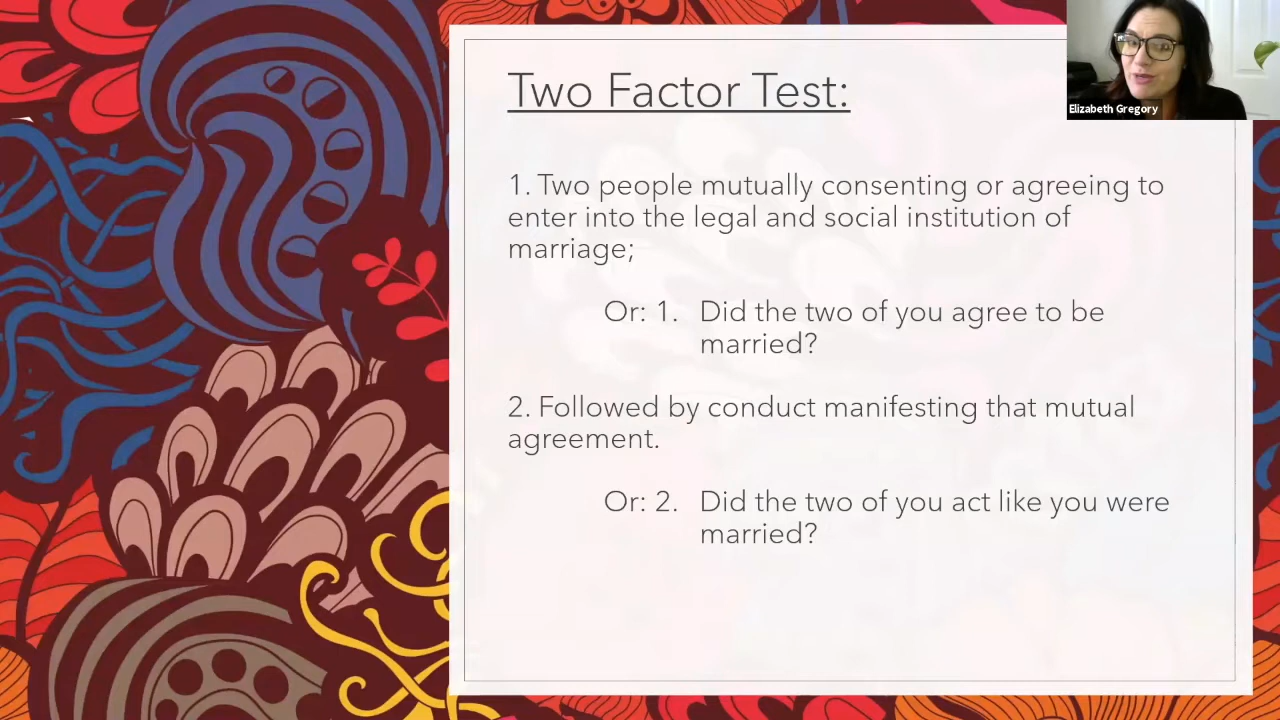 Two Factor Test:
Elizabeth Gregory
1. Two people mutually consenting or agreeing to
enter into the legal and social institution of
marriage;
Or: 1. Did the two of you agree to be
married?
2. Followed by conduct manifesting that mutual
agreement.
Or: 2. Did the two of you act like you were
married?